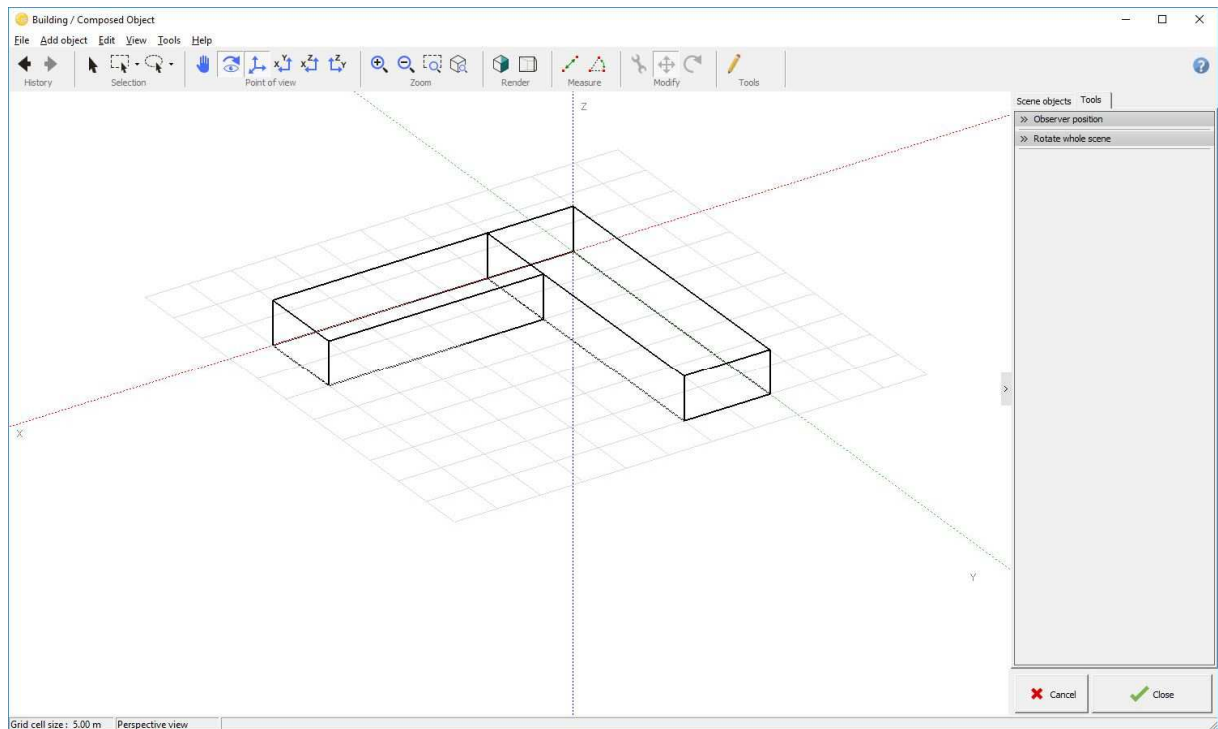 Building / Composed Object
File Add object Edit View Tools Help
History Selection Point of view Zoom Render Measure Modify Tools
Scene objects Tools
Observer position
Rotate whole scene
Z
X
Y
Cancel Close
Grid cell size : 5.00 m Perspective view